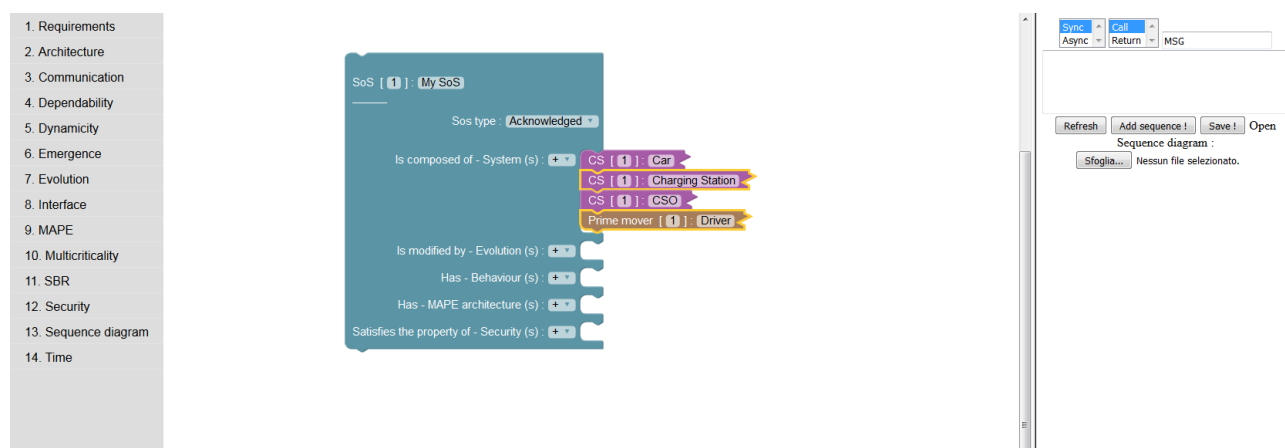 1. Requirements
2. Architecture
3. Communication
4. Dependability
5. Dynamicity
6. Emergence
7. Evolution
8. Interface
9. MAPE
10. Multicriticality
11. SBR
12. Security
13. Sequence diagram
14. Time
SoS [ 1 ] : My SoS
Sos type : Acknowledged
Is composed of - System (s) : +
CS [ 1 ] : Car
CS [ 1 ] : Charging Station
CS [ 1 ] : CSO
Prime mover [ 1 ] : Driver
Is modified by - Evolution (s) : +
Has - Behaviour (s) : +
Has - MAPE architecture (s) : +
Satisfies the property of - Security (s) : +
Sync Call
Async Return MSG
Refresh Add sequence ! Save ! Open
Sequence diagram :
Sfoglia... Nessun file selezionato.